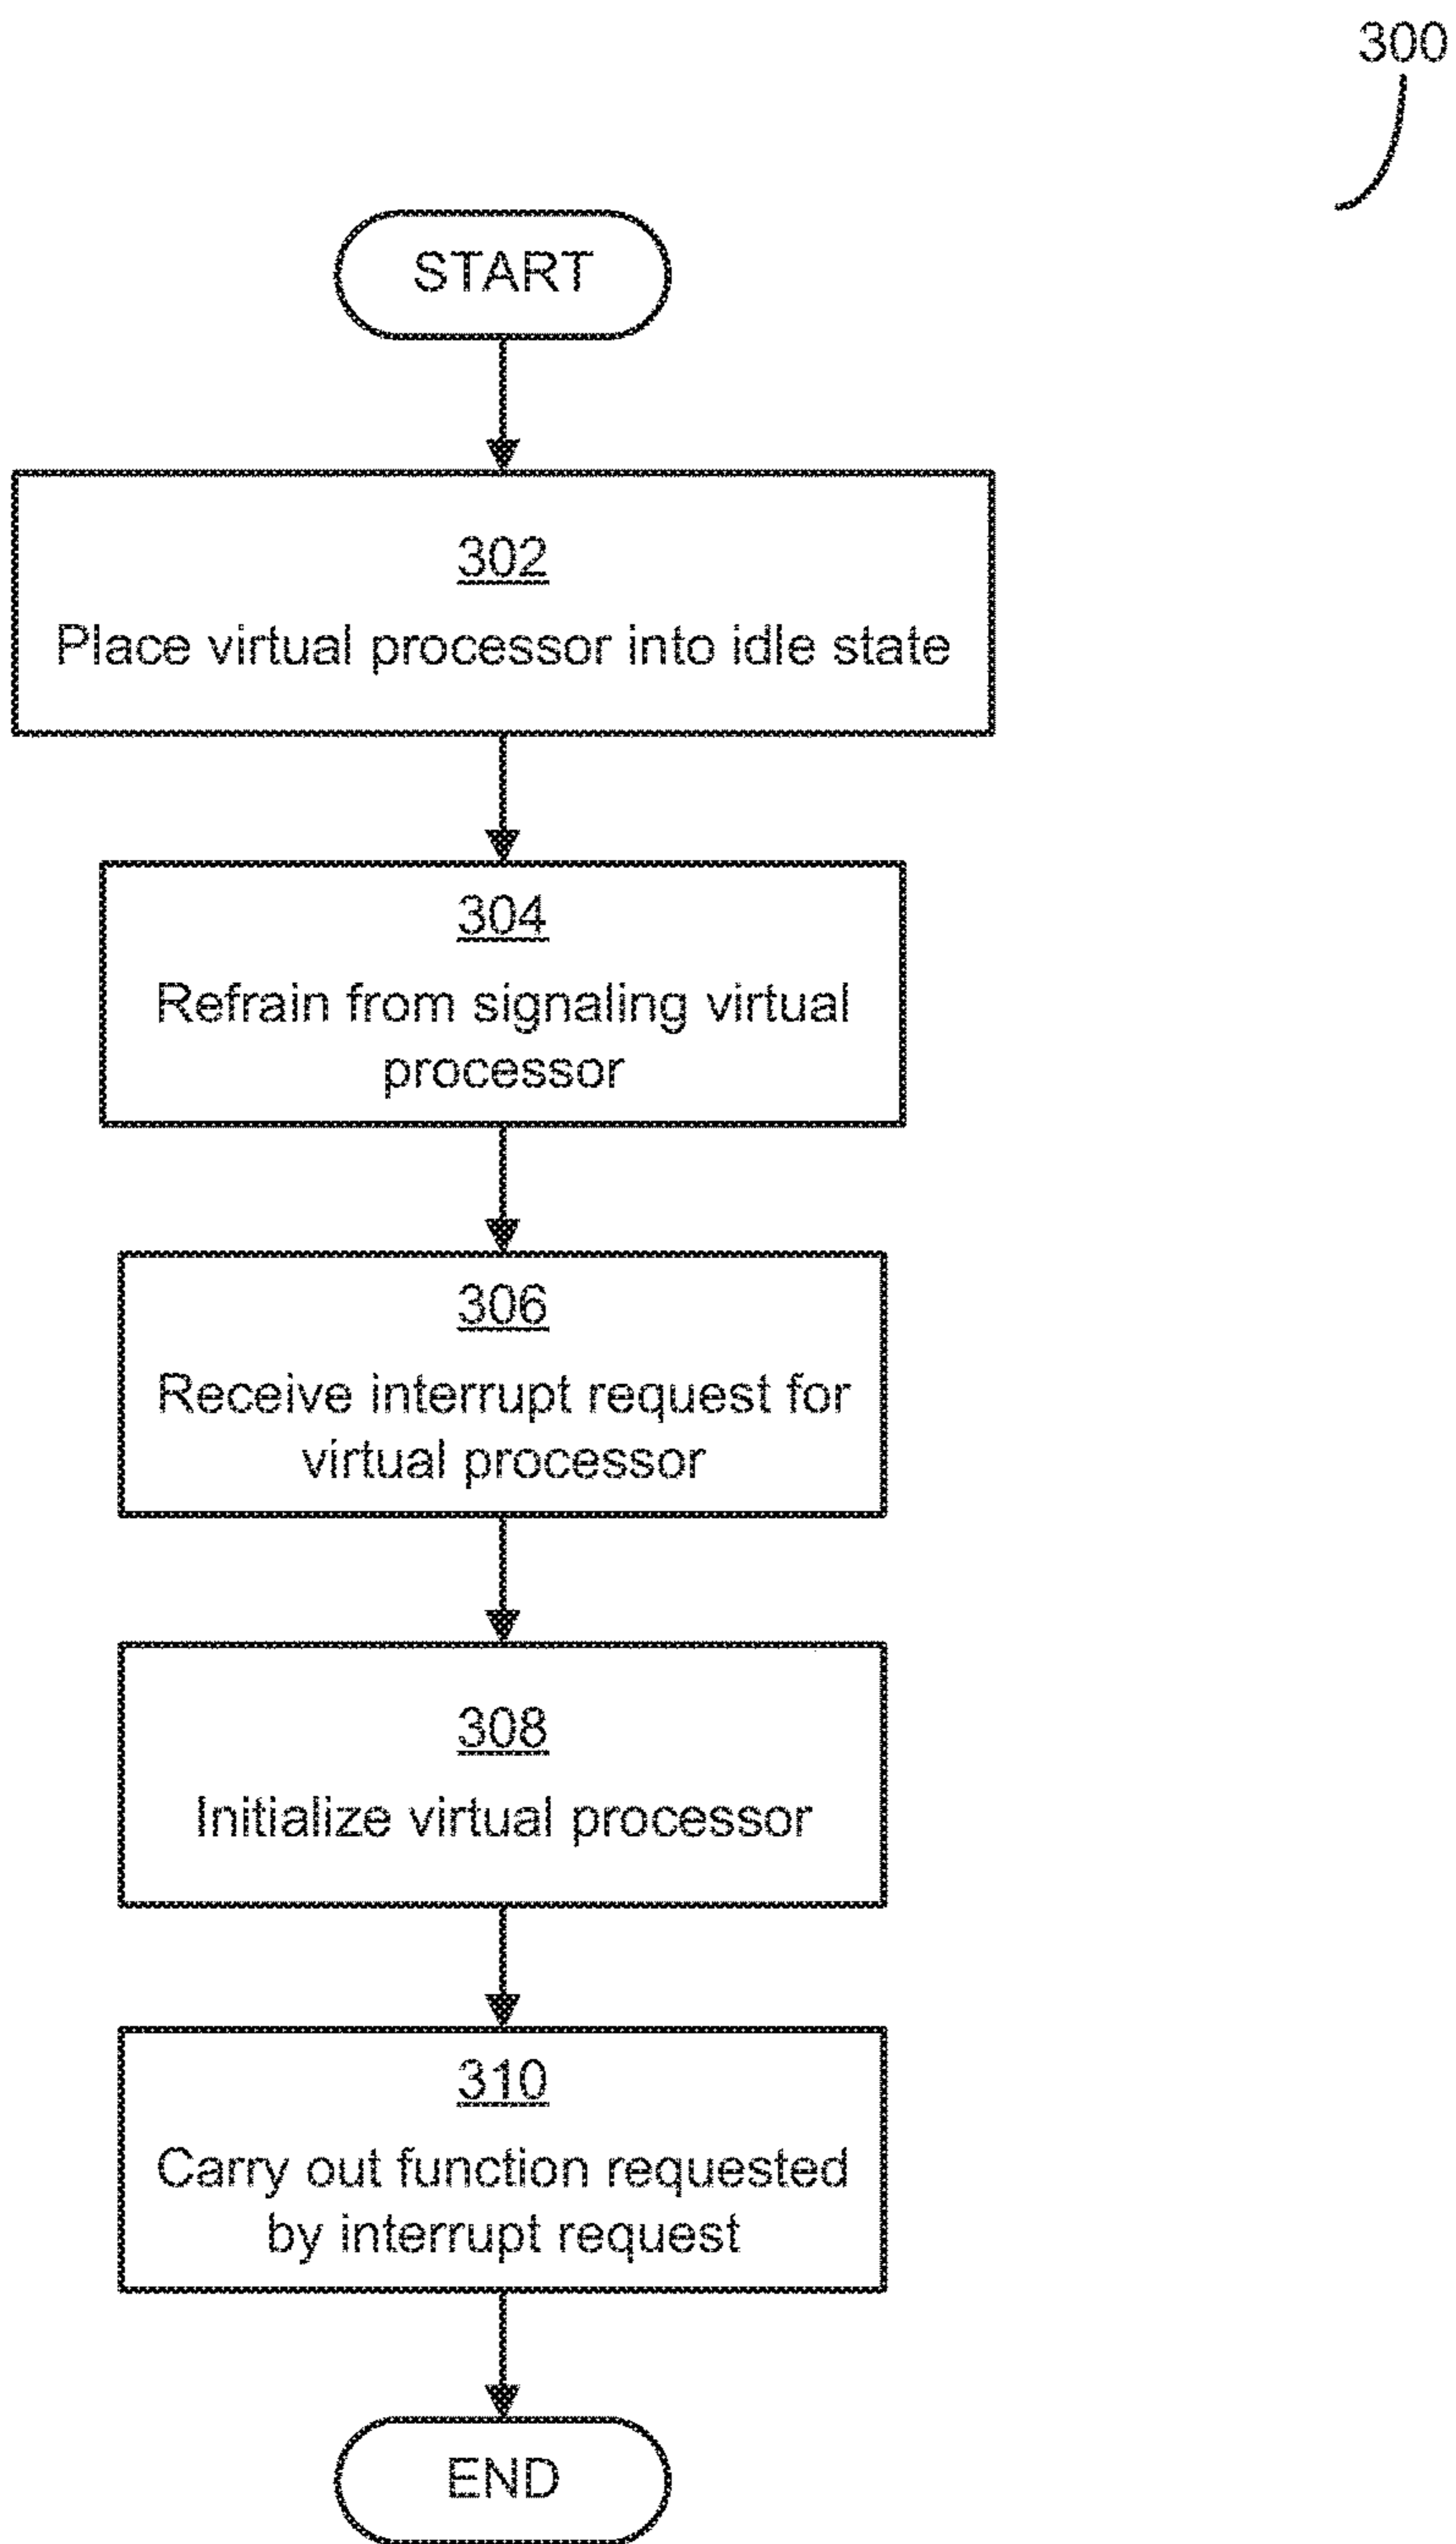 300
START
302
Place virtual processor into idle state
304
Refrain from signaling virtual
processor
306
Receive interrupt request for
virtual processor
308
Initialize virtual processor
310
Carry out function requested
by interrupt request
END